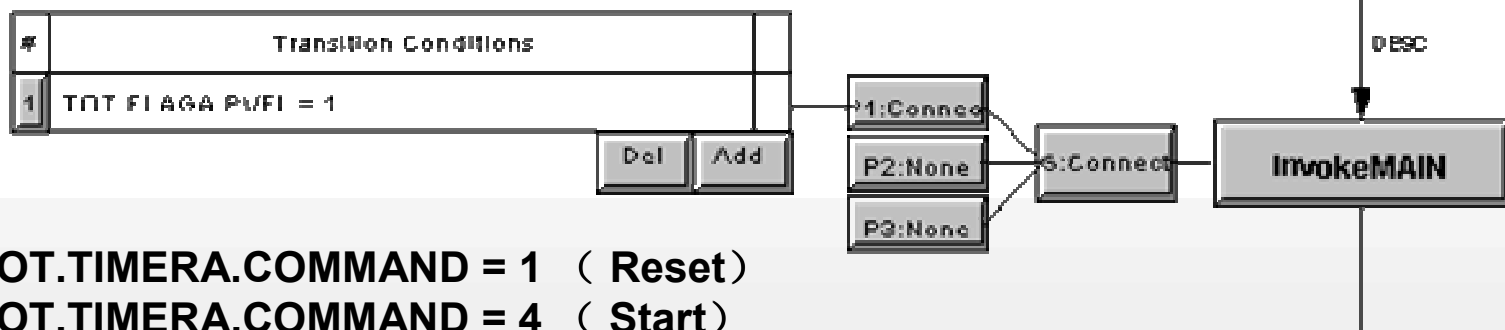 # Transition Conditions
DESC
1 TOT.FLAGA.PVFL = 1
P1:Connec
Del Add
P2:None
S:Connect
InvokeMAIN
P3:None
OT.TIMERA.COMMAND = 1 （ Reset）
OT.TIMERA.COMMAND = 4 （ Start）